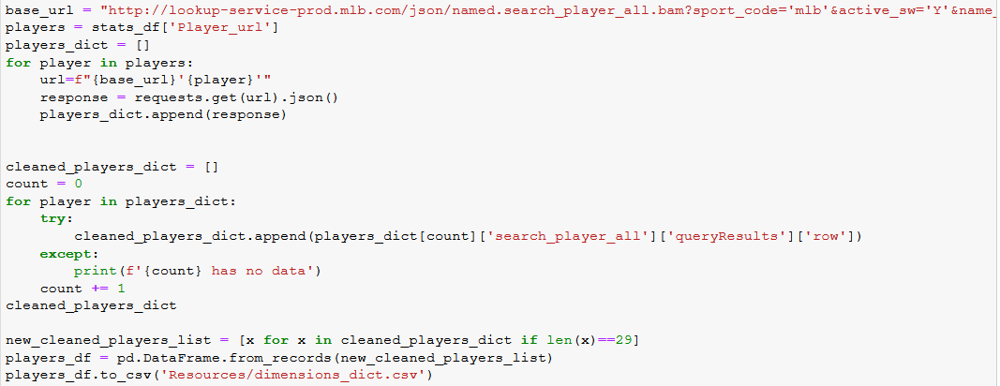 base_url = "http://lookup-service-prod.mlb.com/json/named.search_player_all.bam?sport_code='mlb'&active_sw='Y'&name_
players = stats_df['Player_url']
players_dict = []
for player in players:
    url=f"{base_url}'{player}'"
    response = requests.get(url).json()
    players_dict.append(response)
cleaned_players_dict = []
count = 0
for player in players_dict:
    try:
        cleaned_players_dict.append(players_dict[count]['search_player_all']['queryResults']['row'])
    except:
        print(f'{count} has no data')
    count += 1
cleaned_players_dict
new_cleaned_players_list = [x for x in cleaned_players_dict if len(x)==29]
players_df = pd.DataFrame.from_records(new_cleaned_players_list)
players_df.to_csv('Resources/dimensions_dict.csv')